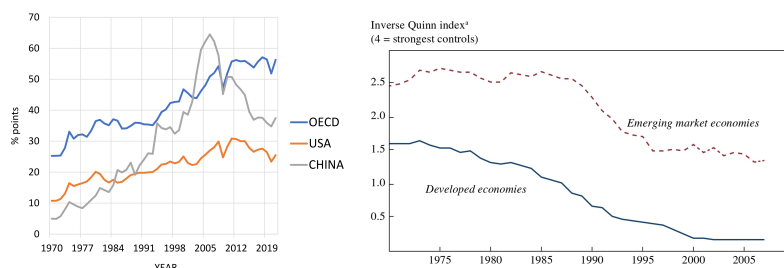 70
60
50
40
30
20
10
0
% points
1970 1977 1984 1991 1998 2005 2012 2019
YEAR
OECD
USA
CHINA
Inverse Quinn indexᵃ
(4 = strongest controls)
2.5
2.0
1.5
1.0
0.5
Emerging market economies
Developed economies
1975 1980 1985 1990 1995 2000 2005